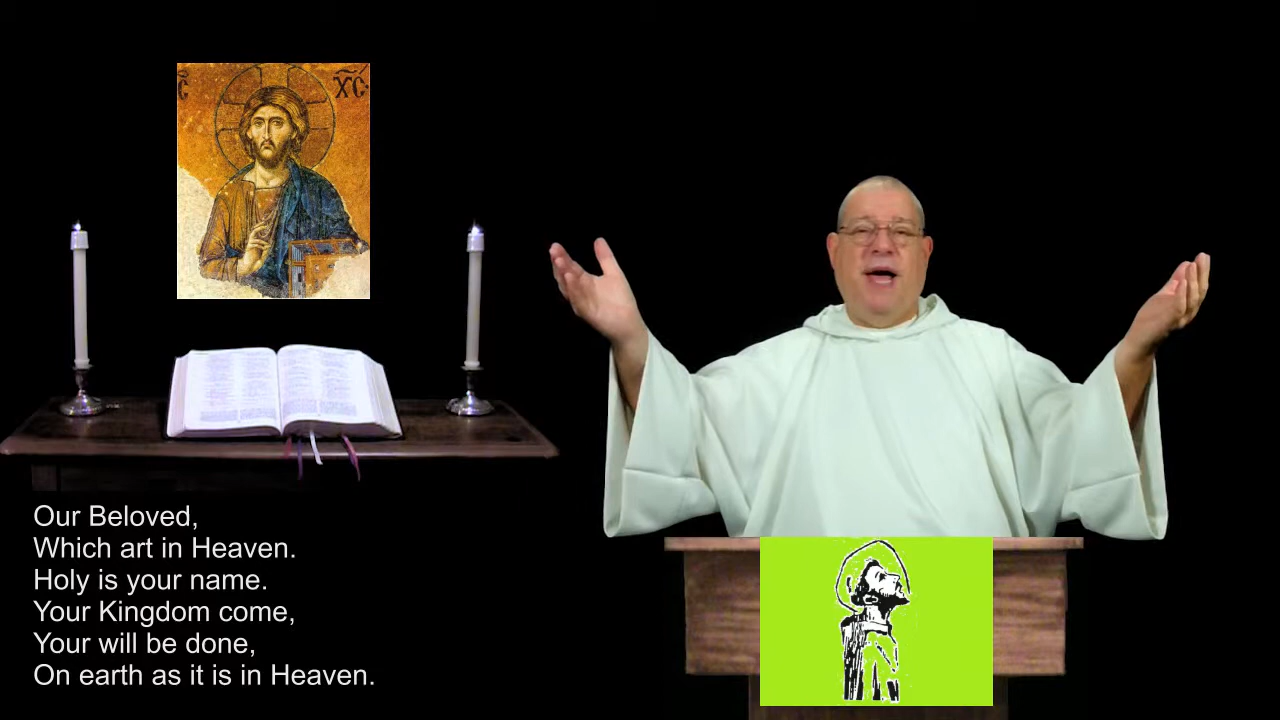 C
XC
Our Beloved,
Which art in Heaven.
Holy is your name.
Your Kingdom come,
Your will be done,
On earth as it is in Heaven.